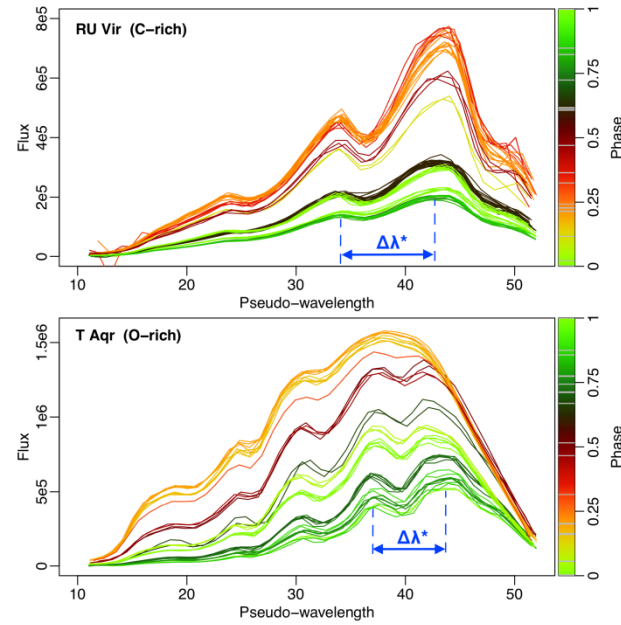 RU Vir (C-rich)
Flux
0
2e5
4e5
6e5
8e5
10
20
30
40
50
Pseudo-wavelength
Δλ*
0
0.25
0.5
0.75
1
Phase
T Aqr (O-rich)
Flux
0
5e5
1e6
1.5e6
10
20
30
40
50
Pseudo-wavelength
Δλ*
0
0.25
0.5
0.75
1
Phase